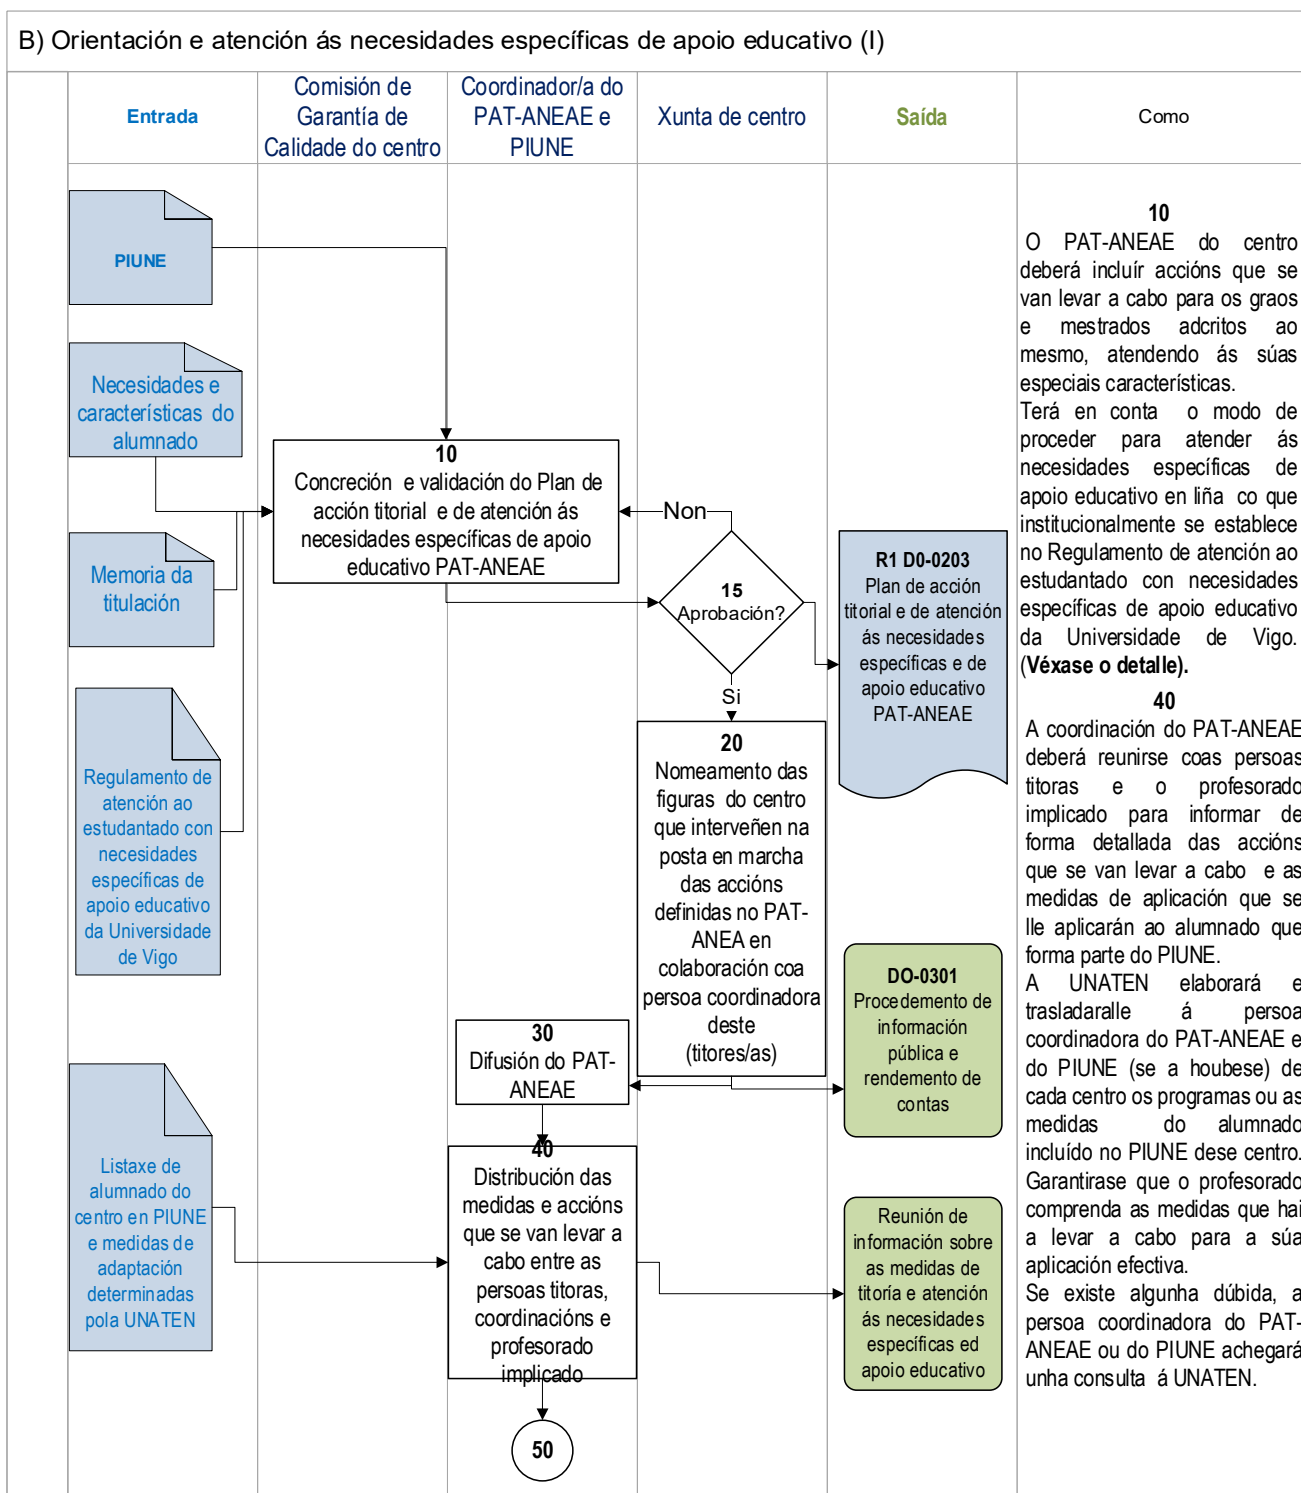 B) Orientación e atención ás necesidades específicas de apoio educativo (I)
Entrada
Comisión de
Garantía de
Calidade do centro
Coordinador/a do
PAT-ANEAE e
PIUNE
Xunta de centro
Saída
Como
PIUNE
Necesidades e
características do
alumnado
Memoria da
titulación
Regulamento de
atención ao
estudantado con
necesidades
específicas de
apoio educativo
da Universidade
de Vigo
Listaxe de
alumnado do
centro en PIUNE
e medidas de
adaptación
determinadas
pola UNATEN
10
Concreción e validación do Plan de
acción titorial e de atención ás
necesidades específicas de apoio
educativo PAT-ANEAE
Non
15
Aprobación?
Si
20
Nomeamento das
figuras do centro
que interveñen na
posta en marcha
das accións
definidas no PAT-
ANEA en
colaboración coa
persoa coordinadora
deste
(titores/as)
30
Difusión do PAT-
ANEAE
40
Distribución das
medidas e accións
que se van levar a
cabo entre as
persoas titoras,
coordinacións e
profesorado
implicado
50
R1 D0-0203
Plan de acción
titorial e de atención
ás necesidades
específicas e de
apoio educativo
PAT-ANEAE
DO-0301
Procedemento de
información
pública e
rendemento de
contas
Reunión de
información sobre
as medidas de
titoría e atención
ás necesidades
específicas ed
apoio educativo
10
O PAT-ANEAE do centro
deberá incluír accións que se
van levar a cabo para os graos
e mestrados adcritos ao
mesmo, atendendo ás súas
especiais características.
Terá en conta o modo de
proceder para atender ás
necesidades específicas de
apoio educativo en liña co que
institucionalmente se establece
no Regulamento de atención ao
estudantado con necesidades
específicas de apoio educativo
da Universidade de Vigo.
(Véxase o detalle).
40
A coordinación do PAT-ANEAE
deberá reunirse coas persoas
titoras e o profesorado
implicado para informar de
forma detallada das accións
que se van levar a cabo e as
medidas de aplicación que se
lle aplicarán ao alumnado que
forma parte do PIUNE.
A UNATEN elaborará e
trasladaralle á persoa
coordinadora do PAT-ANEAE e
do PIUNE (se a houbese) de
cada centro os programas ou as
medidas do alumnado
incluído no PIUNE dese centro.
Garantirase que o profesorado
comprenda as medidas que hai
a levar a cabo para a súa
aplicación efectiva.
Se existe algunha dúbida, a
persoa coordinadora do PAT-
ANEAE ou do PIUNE achegará
unha consulta á UNATEN.